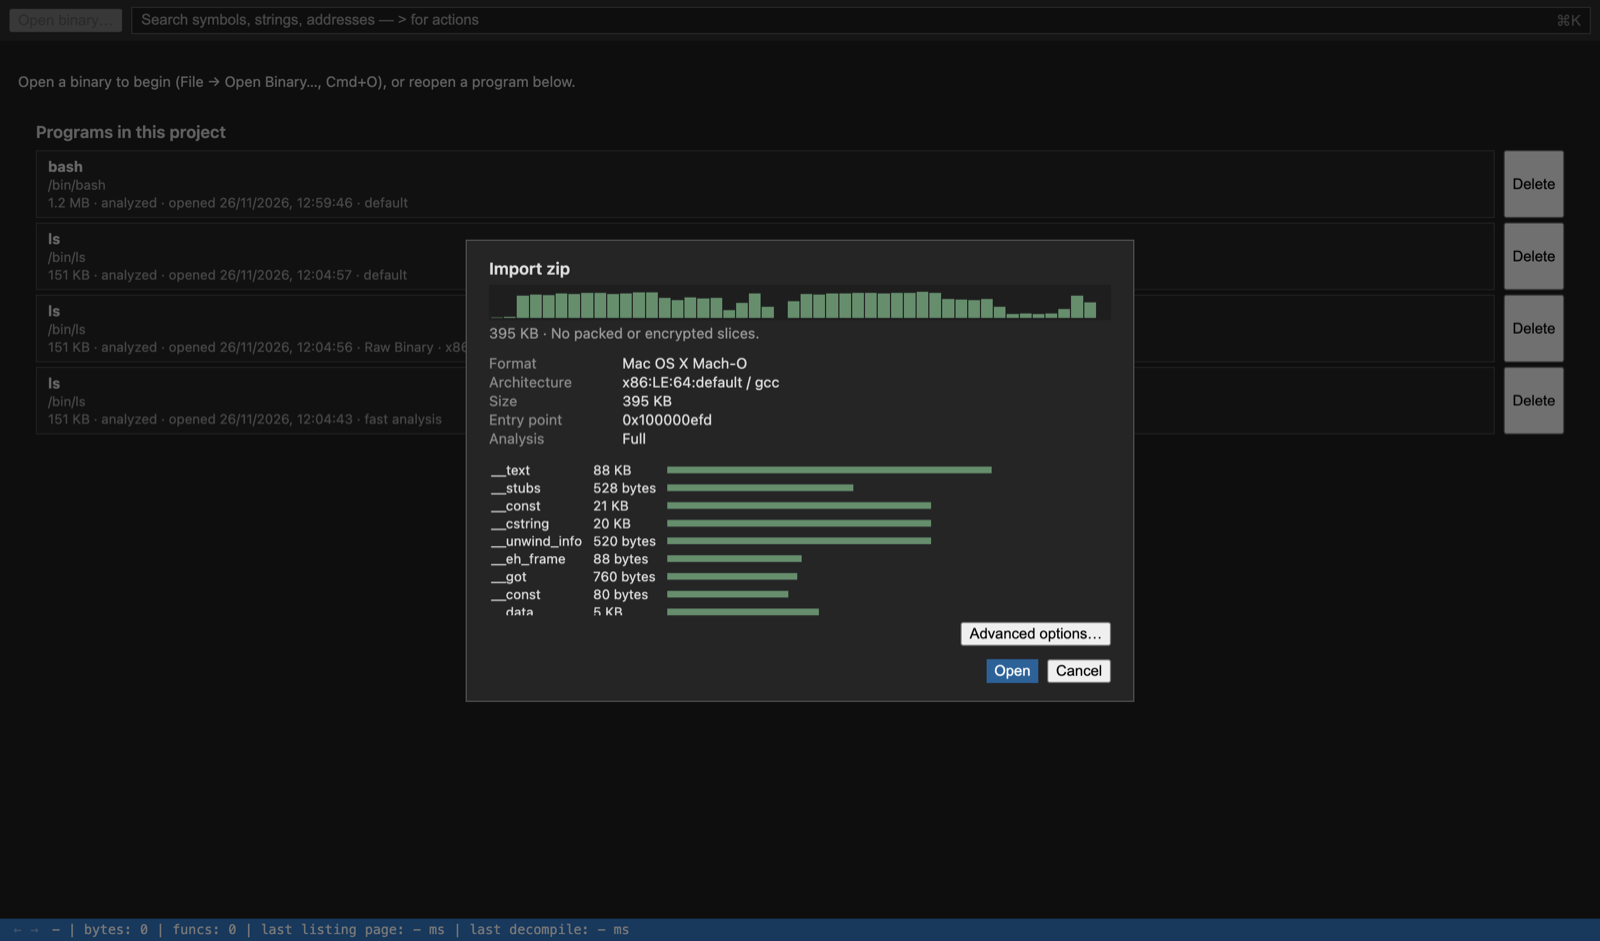 Open binary…
Search symbols, strings, addresses — > for actions
⌘K
Open a binary to begin (File → Open Binary…, Cmd+O), or reopen a program below.
Programs in this project
bash
/bin/bash
1.2 MB · analyzed · opened 26/11/2026, 12:59:46 · default
Delete
ls
/bin/ls
151 KB · analyzed · opened 26/11/2026, 12:04:57 · default
Delete
ls
/bin/ls
151 KB · analyzed · opened 26/11/2026, 12:04:56 · Raw Binary · x86
Delete
ls
/bin/ls
151 KB · analyzed · opened 26/11/2026, 12:04:43 · fast analysis
Delete
Import zip
395 KB · No packed or encrypted slices.
Format Mac OS X Mach-O
Architecture x86:LE:64:default / gcc
Size 395 KB
Entry point 0x100000efd
Analysis Full
__text 88 KB
__stubs 528 bytes
__const 21 KB
__cstring 20 KB
__unwind_info 520 bytes
__eh_frame 88 bytes
__got 760 bytes
__const 80 bytes
__data 5 KB
Advanced options…
Open Cancel
← → – | bytes: 0 | funcs: 0 | last listing page: – ms | last decompile: – ms